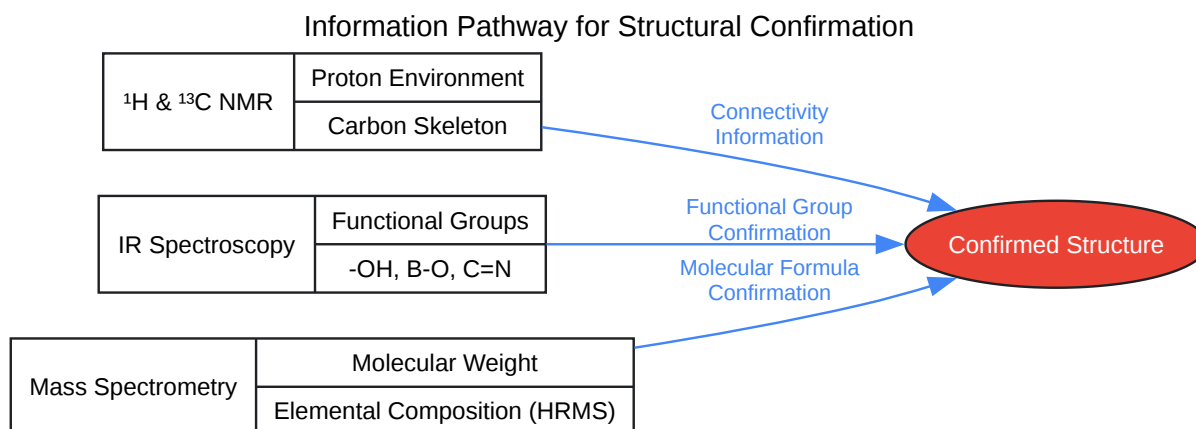 Information Pathway for Structural Confirmation
¹H & ¹³C NMR
Proton Environment
Carbon Skeleton
Connectivity
Information
IR Spectroscopy
Functional Groups
-OH, B-O, C=N
Functional Group
Confirmation
Mass Spectrometry
Molecular Weight
Elemental Composition (HRMS)
Molecular Formula
Confirmation
Confirmed Structure